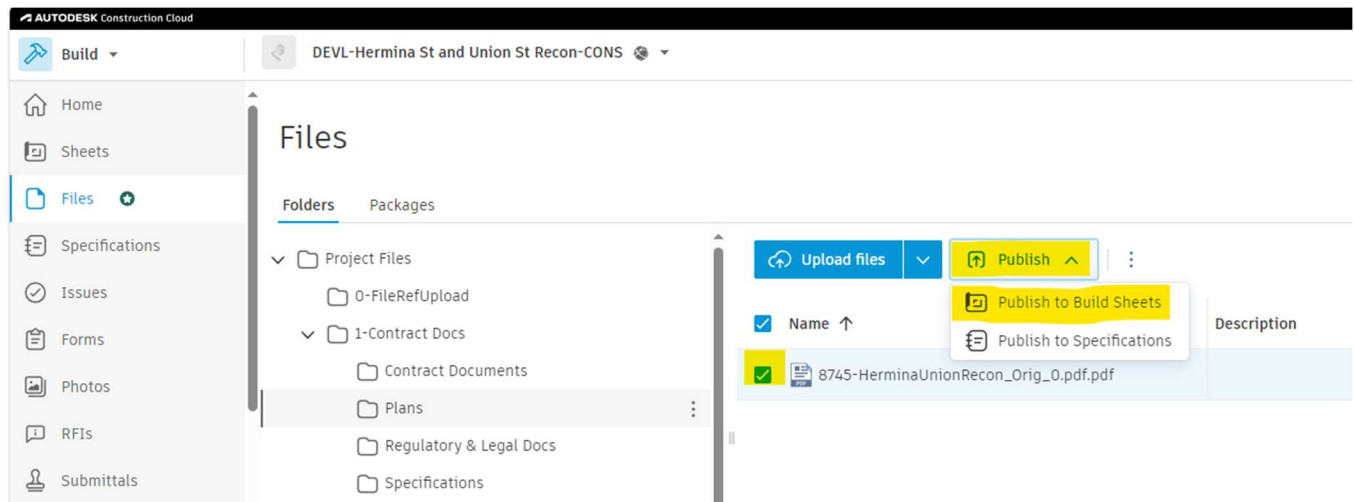 AUTODESK Construction Cloud
Build
DEVL-Hermina St and Union St Recon-CONS
Home
Sheets
Files
Specifications
Issues
Forms
Photos
RFIs
Submittals
Files
Folders Packages
Project Files
0-FileRefUpload
1-Contract Docs
Contract Documents
Plans
Regulatory & Legal Docs
Specifications
Upload files Publish
Publish to Build Sheets
Publish to Specifications
Name Description
PDF 8745-HerminaUnionRecon_Orig_0.pdf.pdf